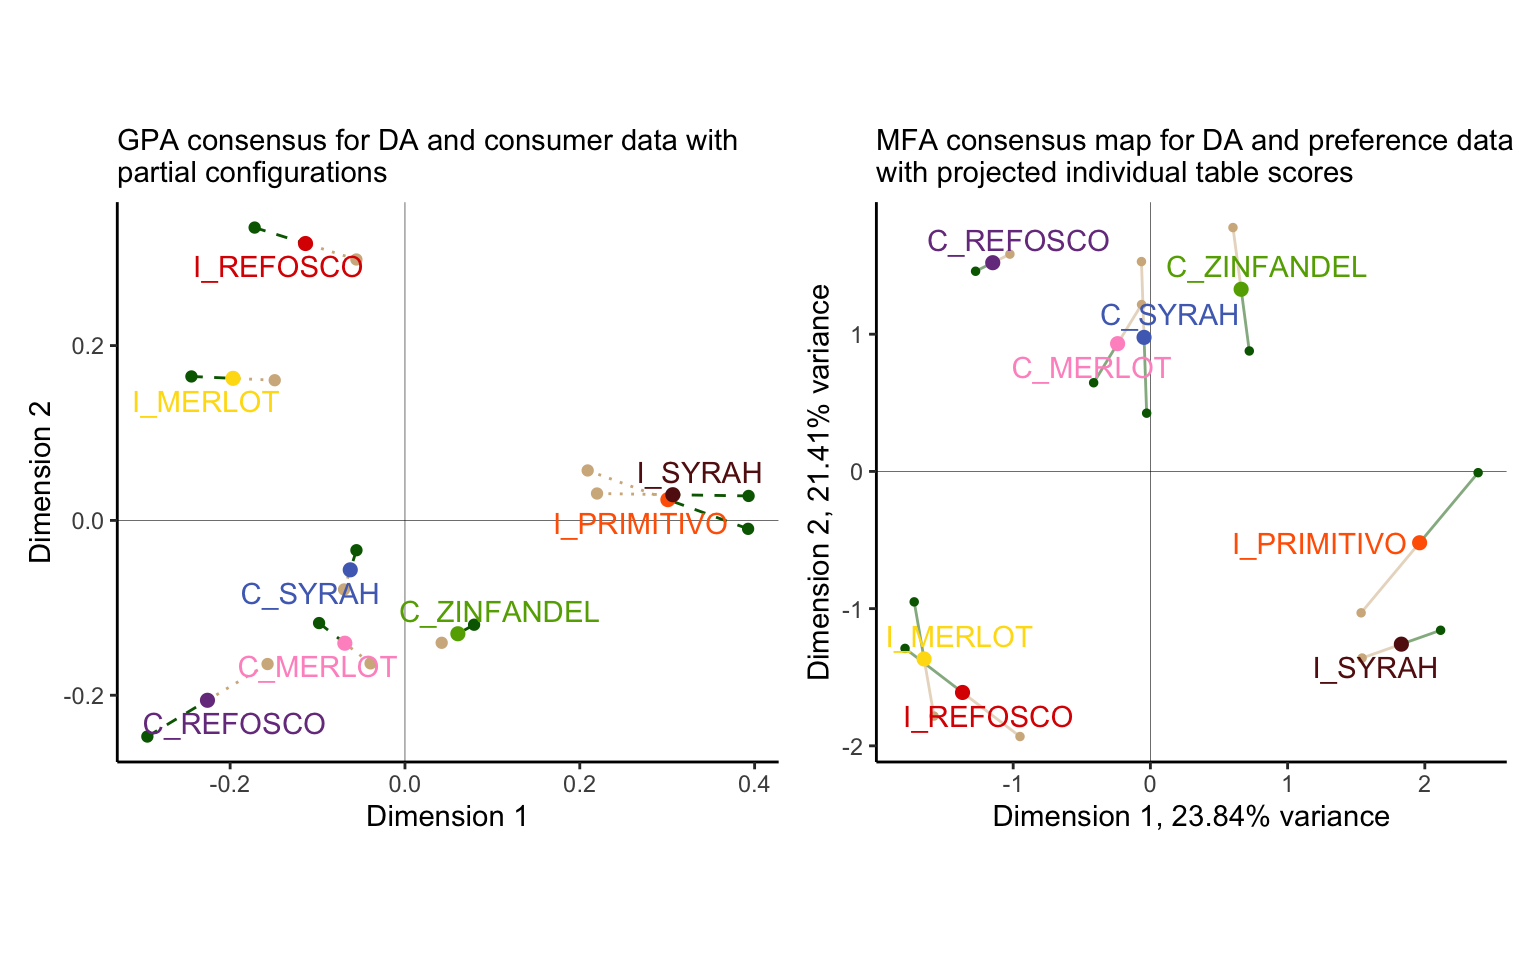 GPA consensus for DA and consumer data with
partial configurations
I_REFOSCO
I_MERLOT
I_SYRAH
I_PRIMITIVO
C_SYRAH
C_ZINFANDEL
C_MERLOT
C_REFOSCO
0.2
0.0
-0.2
Dimension 2
-0.2
0.0
0.2
0.4
Dimension 1
MFA consensus map for DA and preference data
with projected individual table scores
C_REFOSCO
C_ZINFANDEL
C_SYRAH
C_MERLOT
I_PRIMITIVO
I_MERLOT
I_SYRAH
I_REFOSCO
1
0
-1
-2
Dimension 2, 21.41% variance
-1
0
1
2
Dimension 1, 23.84% variance